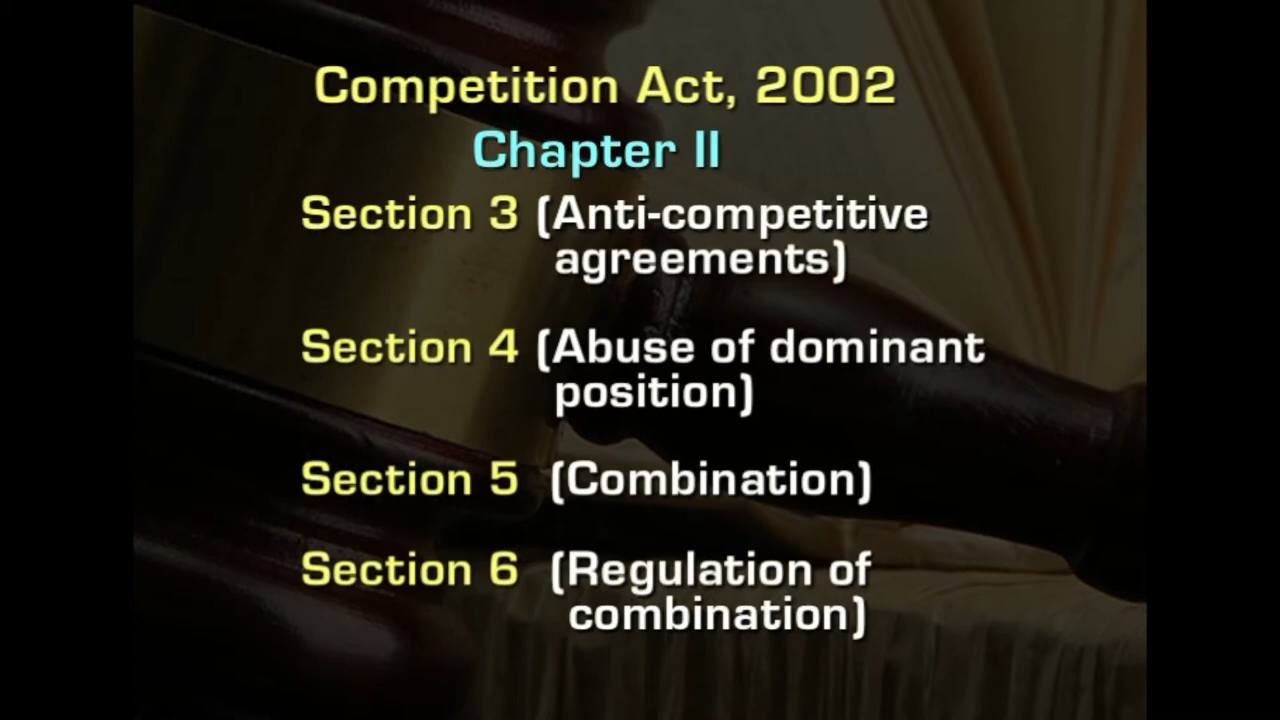 Competition Act, 2002
Chapter II
Section 3 (Anti-competitive
agreements)
Section 4 (Abuse of dominant
position)
Section 5 (Combination)
Section 6 (Regulation of
combination)